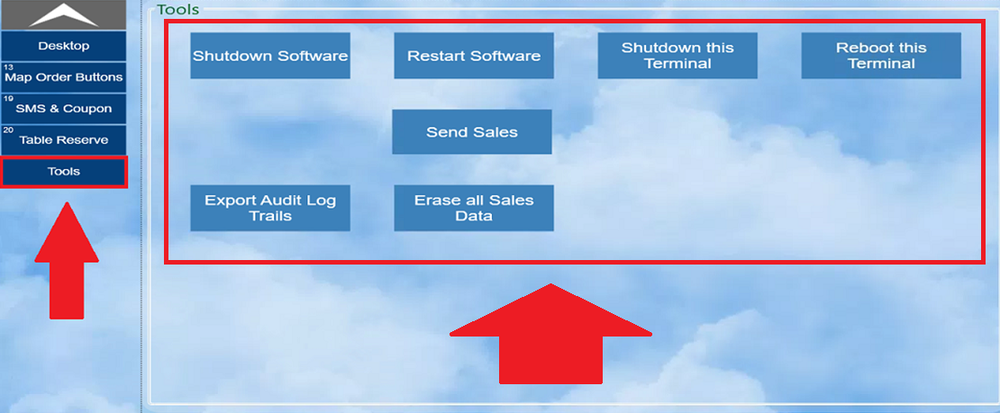 Desktop
13
Map Order Buttons
19
SMS & Coupon
20
Table Reserve
Tools
Tools
Shutdown Software
Restart Software
Shutdown this
Terminal
Reboot this
Terminal
Send Sales
Export Audit Log
Trails
Erase all Sales
Data